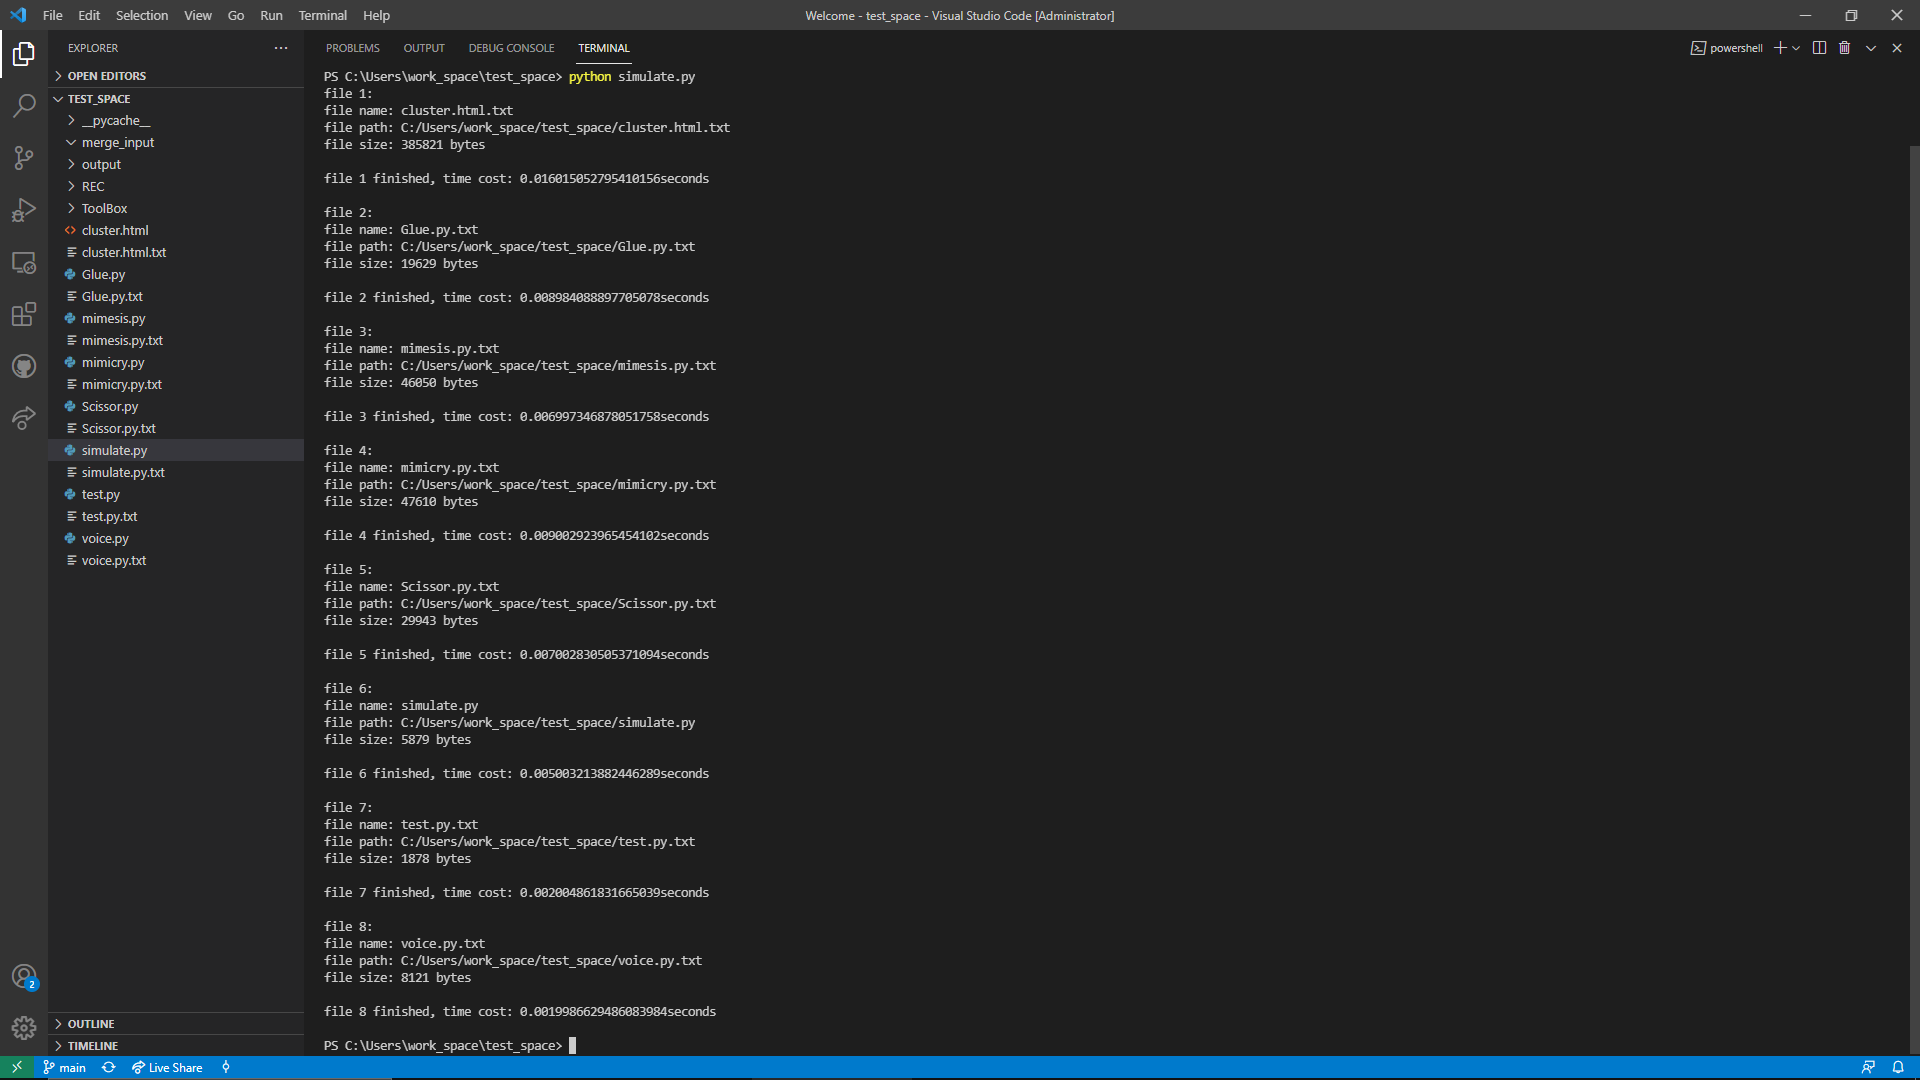 File Edit Selection View Go Run Terminal Help
Welcome - test_space - Visual Studio Code [Administrator]
EXPLORER
OPEN EDITORS
TEST_SPACE
__pycache__
merge_input
output
REC
ToolBox
cluster.html
cluster.html.txt
Glue.py
Glue.py.txt
mimesis.py
mimesis.py.txt
mimicry.py
mimicry.py.txt
Scissor.py
Scissor.py.txt
simulate.py
simulate.py.txt
test.py
test.py.txt
voice.py
voice.py.txt
OUTLINE
TIMELINE
PROBLEMS OUTPUT DEBUG CONSOLE TERMINAL
powershell
PS C:\Users\work_space\test_space> python simulate.py
file 1:
file name: cluster.html.txt
file path: C:/Users/work_space/test_space/cluster.html.txt
file size: 385821 bytes
file 1 finished, time cost: 0.016015052795410156seconds
file 2:
file name: Glue.py.txt
file path: C:/Users/work_space/test_space/Glue.py.txt
file size: 19629 bytes
file 2 finished, time cost: 0.008984088897705078seconds
file 3:
file name: mimesis.py.txt
file path: C:/Users/work_space/test_space/mimesis.py.txt
file size: 46050 bytes
file 3 finished, time cost: 0.006997346878051758seconds
file 4:
file name: mimicry.py.txt
file path: C:/Users/work_space/test_space/mimicry.py.txt
file size: 47610 bytes
file 4 finished, time cost: 0.009002923965454102seconds
file 5:
file name: Scissor.py.txt
file path: C:/Users/work_space/test_space/Scissor.py.txt
file size: 29943 bytes
file 5 finished, time cost: 0.007002830505371094seconds
file 6:
file name: simulate.py
file path: C:/Users/work_space/test_space/simulate.py
file size: 5879 bytes
file 6 finished, time cost: 0.005003213882446289seconds
file 7:
file name: test.py.txt
file path: C:/Users/work_space/test_space/test.py.txt
file size: 1878 bytes
file 7 finished, time cost: 0.002004861831665039seconds
file 8:
file name: voice.py.txt
file path: C:/Users/work_space/test_space/voice.py.txt
file size: 8121 bytes
file 8 finished, time cost: 0.0019986629486083984seconds
PS C:\Users\work_space\test_space>
2
main Live Share